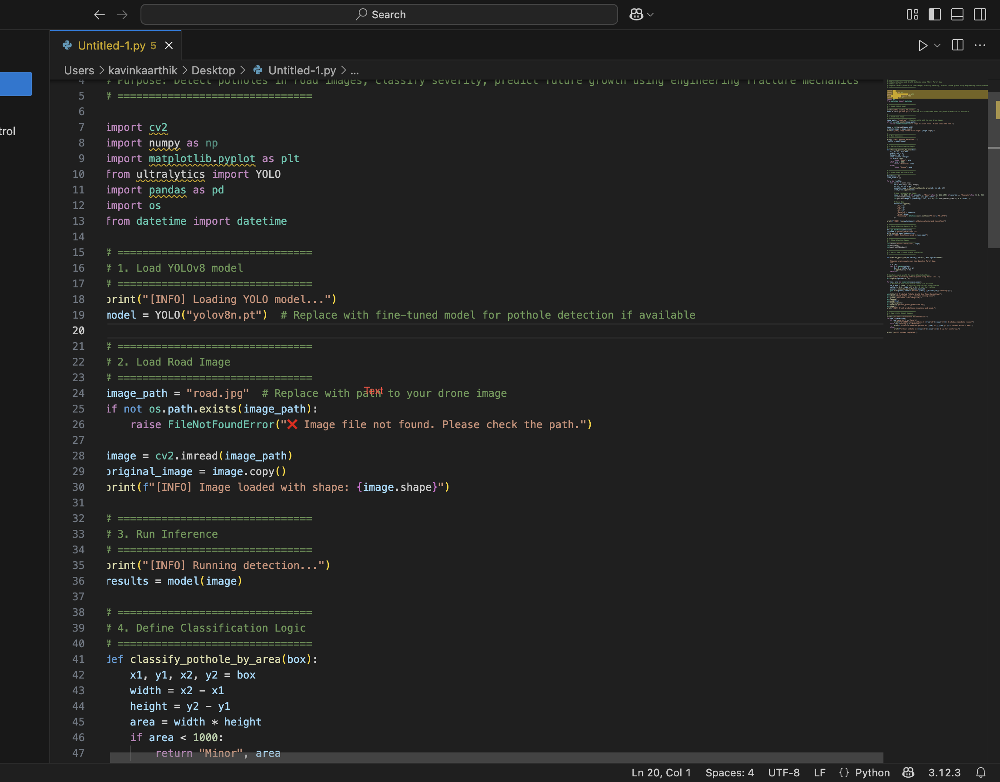 Search
Untitled-1.py 5
Users > kavinkaarthik > Desktop > Untitled-1.py > ...
trol
4 # Purpose: Detect potholes in road images, classify severity, predict future growth using engineering fracture mechanics
5 # ===============================
6
7 import cv2
8 import numpy as np
9 import matplotlib.pyplot as plt
10 from ultralytics import YOLO
11 import pandas as pd
12 import os
13 from datetime import datetime
14
15 # ===============================
16 # 1. Load YOLOv8 model
17 # ===============================
18 print("[INFO] Loading YOLO model...")
19 model = YOLO("yolov8n.pt")  # Replace with fine-tuned model for pothole detection if available
20
21 # ===============================
22 # 2. Load Road Image
23 # ===============================
24 image_path = "road.jpg"  # Replace with path to your drone image
Text
25 if not os.path.exists(image_path):
26     raise FileNotFoundError("❌ Image file not found. Please check the path.")
27
28 image = cv2.imread(image_path)
29 original_image = image.copy()
30 print(f"[INFO] Image loaded with shape: {image.shape}")
31
32 # ===============================
33 # 3. Run Inference
34 # ===============================
35 print("[INFO] Running detection...")
36 results = model(image)
37
38 # ===============================
39 # 4. Define Classification Logic
40 # ===============================
41 def classify_pothole_by_area(box):
42     x1, y1, x2, y2 = box
43     width = x2 - x1
44     height = y2 - y1
45     area = width * height
46     if area < 1000:
47         return "Minor", area
Ln 20, Col 1 Spaces: 4 UTF-8 LF {} Python 3.12.3